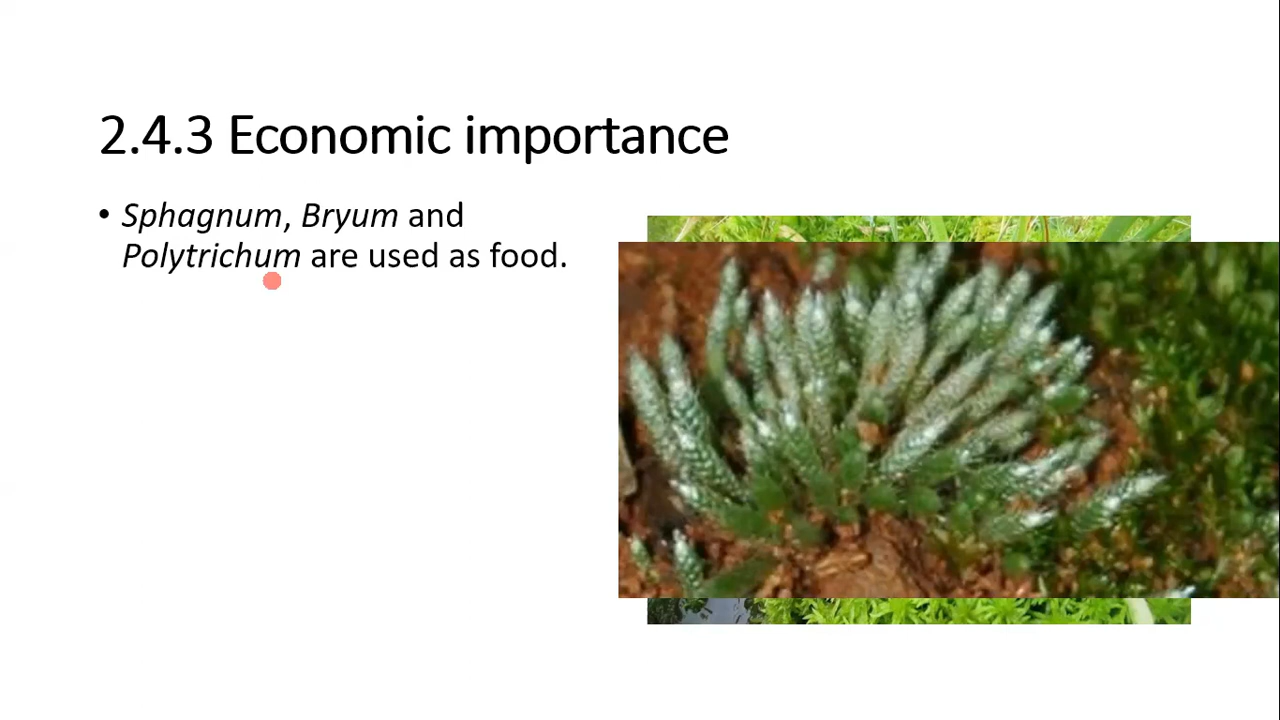 2.4.3 Economic importance
• Sphagnum, Bryum and
Polytrichum are used as food.